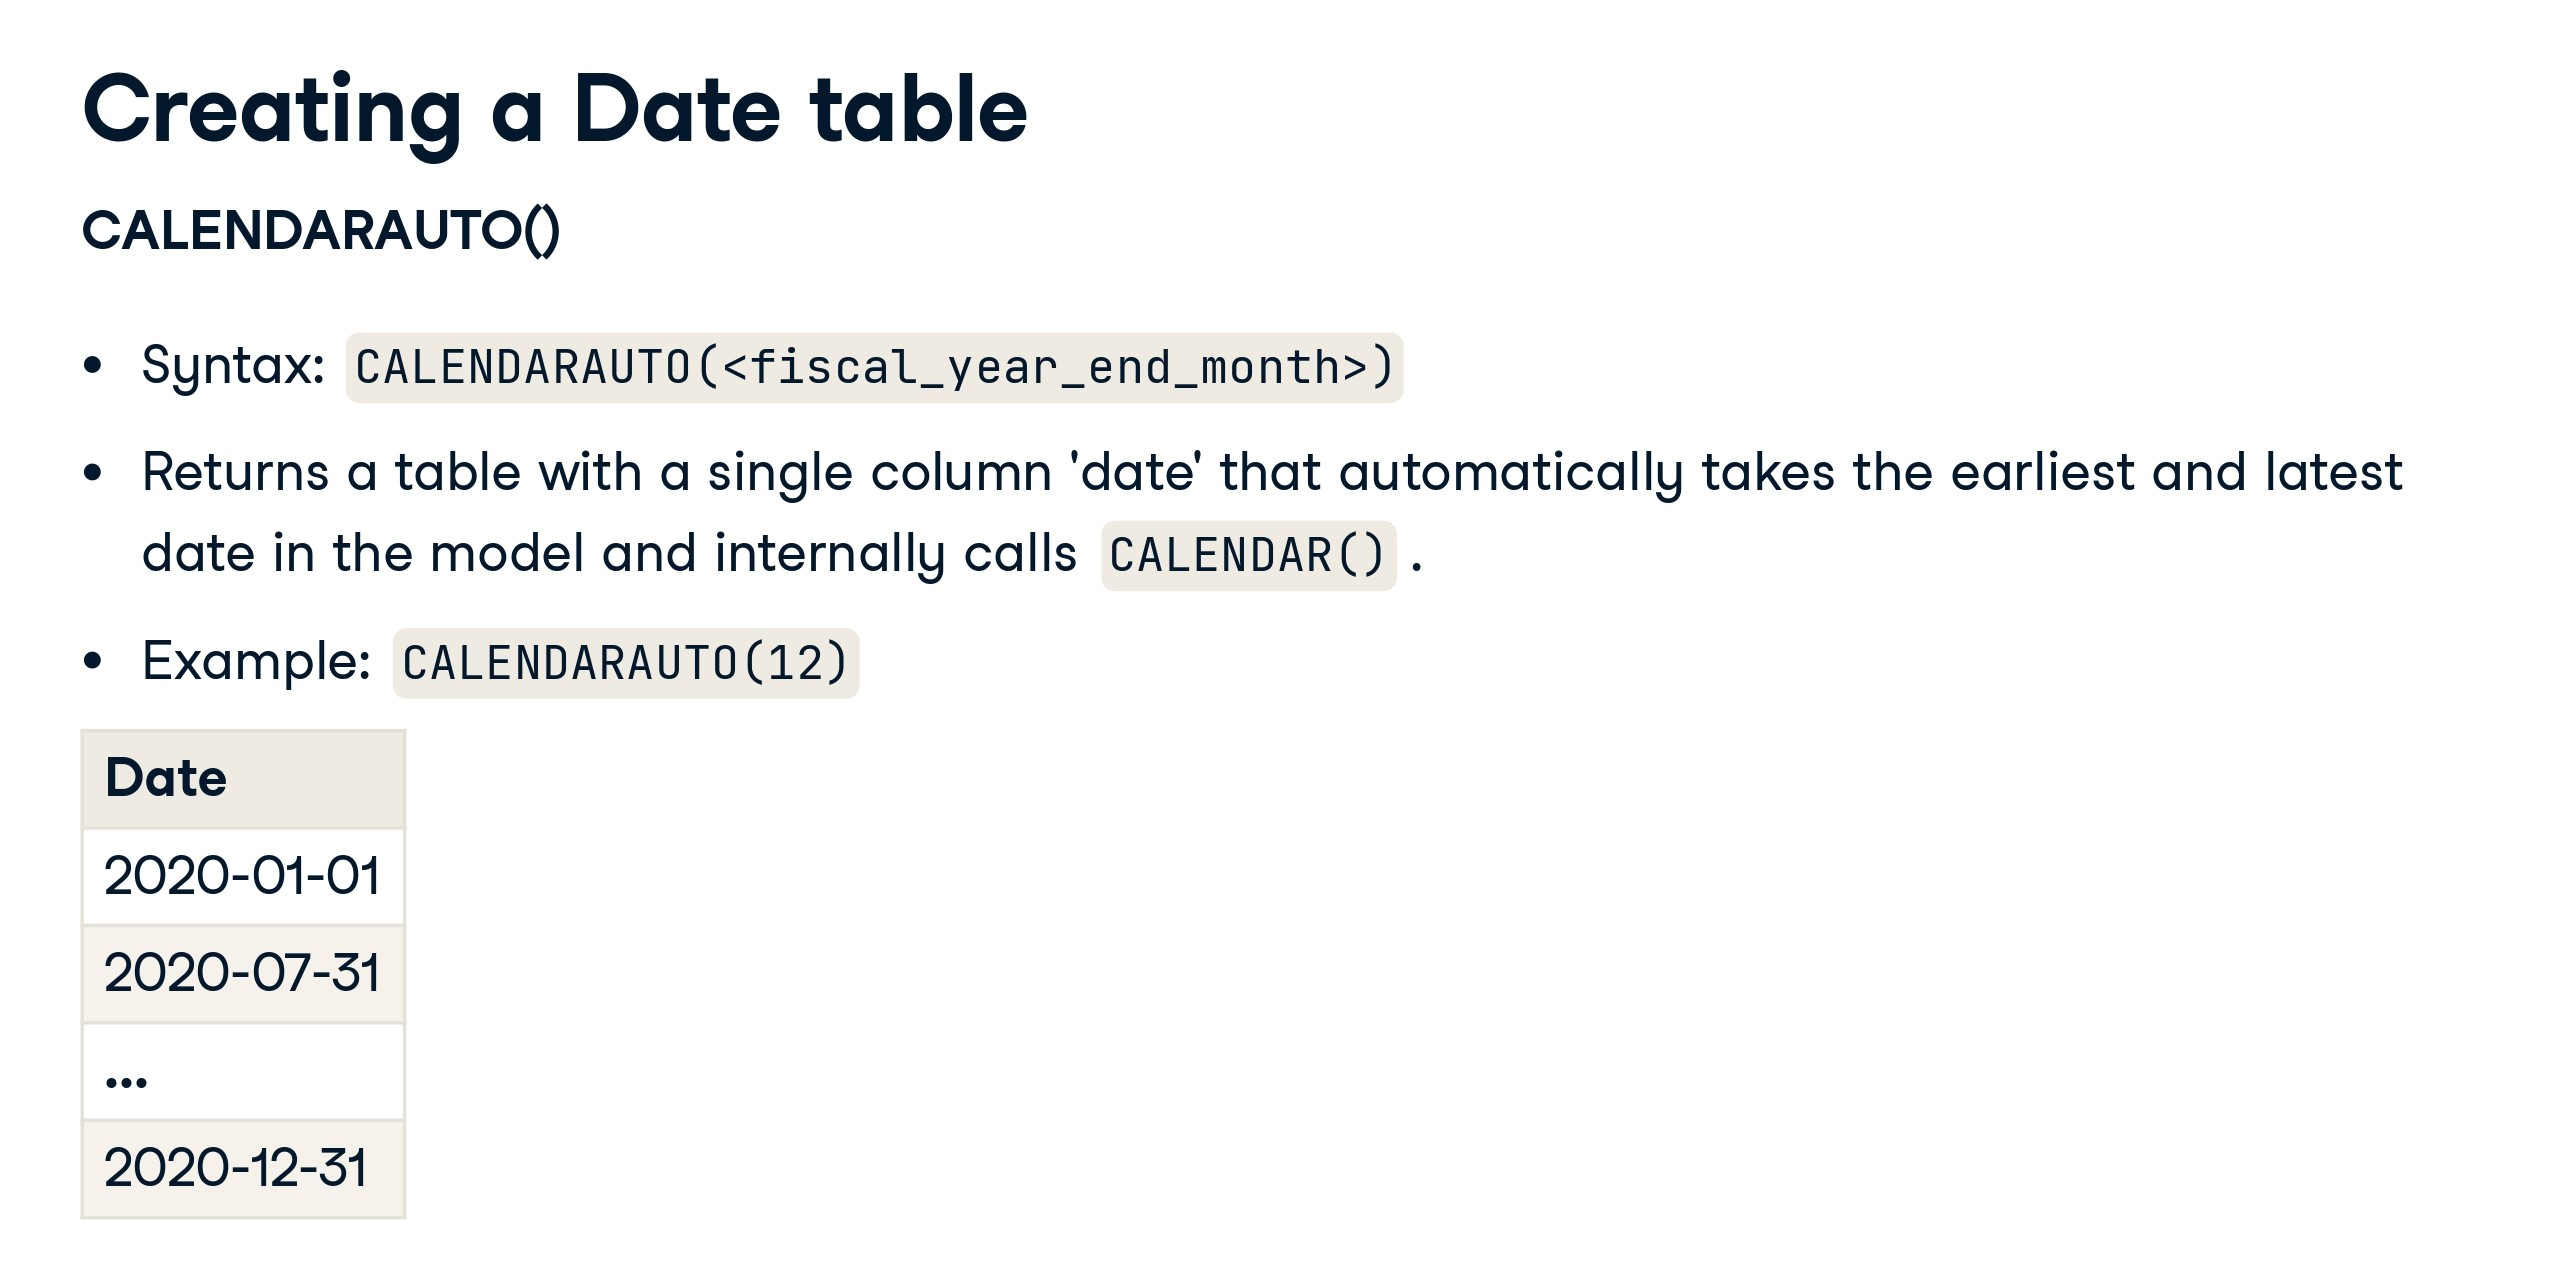 Creating a Date table
CALENDARAUTO()
• Syntax: CALENDARAUTO(<fiscal_year_end_month>)
• Returns a table with a single column 'date' that automatically takes the earliest and latest
date in the model and internally calls CALENDAR() .
• Example: CALENDARAUTO(12)
Date
2020-01-01
2020-07-31
...
2020-12-31